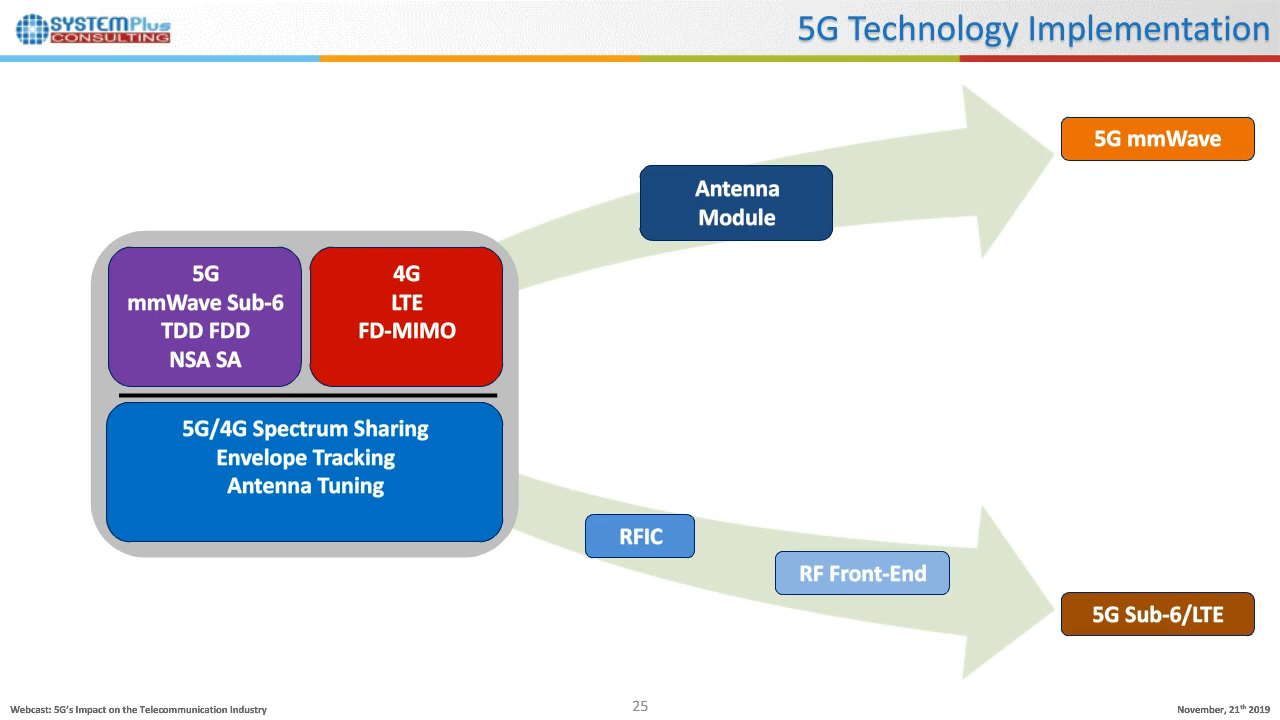 SYSTEMPlus
CONSULTING
5G Technology Implementation
5G mmWave
Antenna
Module
5G
mmWave Sub-6
TDD FDD
NSA SA
4G
LTE
FD-MIMO
5G/4G Spectrum Sharing
Envelope Tracking
Antenna Tuning
RFIC
RF Front-End
5G Sub-6/LTE
Webcast: 5G's Impact on the Telecommunication Industry
25
November, 21th 2019